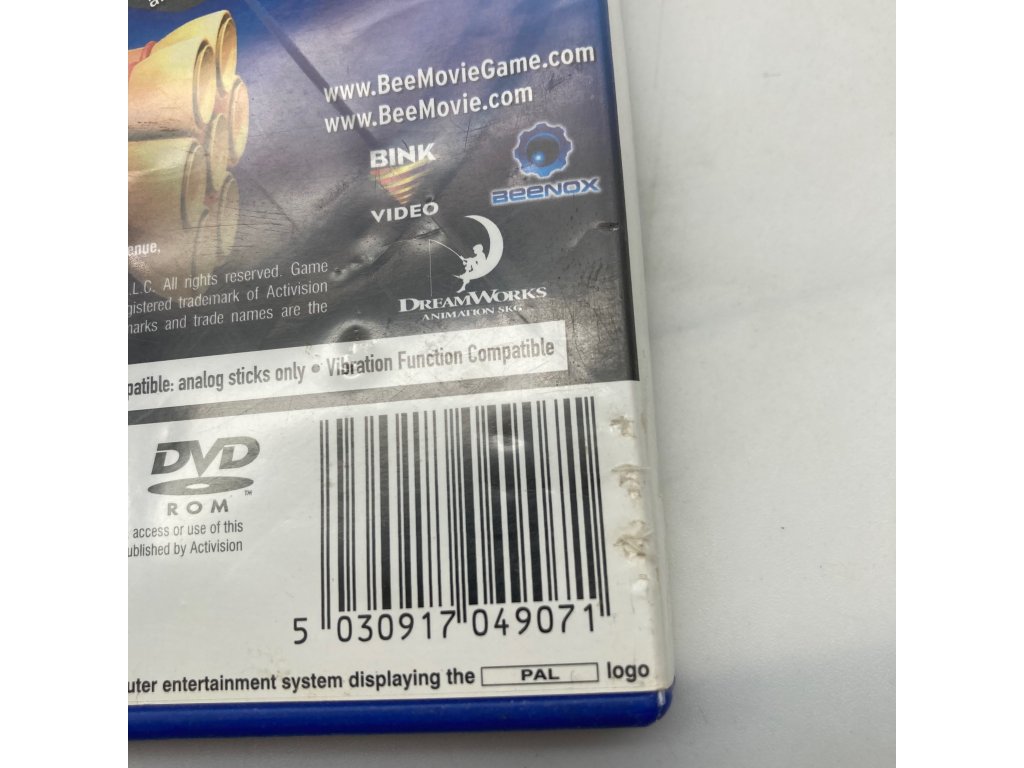 www.BeeMovieGame.com
www.BeeMovie.com
BINK
VIDEO
BEENOX
DREAMWORKS
ANIMATION SKG
enue.
L.C. All rights reserved. Game
gistered trademark of Activision
marks and trade names are the
patible: analog sticks only • Vibration Function Compatible
DVD
ROM
™
access or use of this
ublished by Activision
5 030917 049071
uter entertainment system displaying the PAL logo